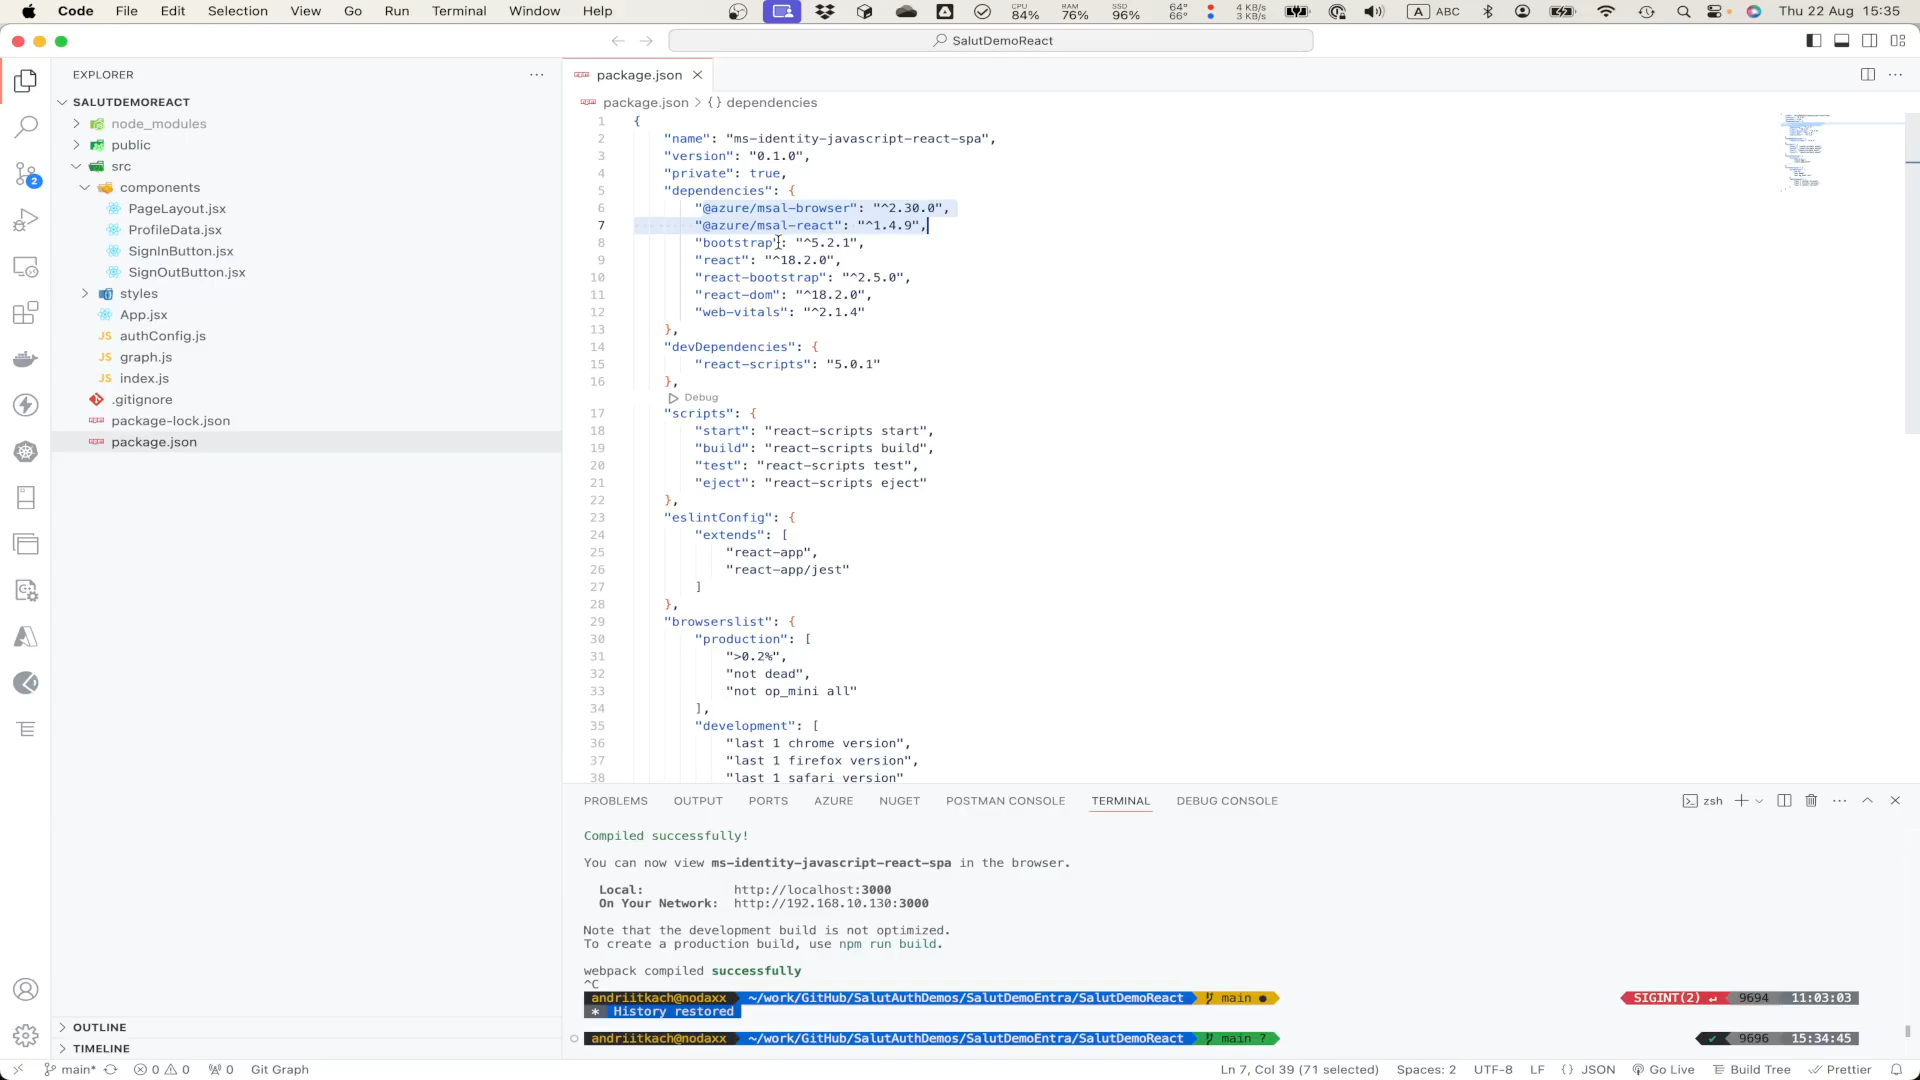 Code File Edit Selection View Go Run Terminal Window Help CPU 84% RAM 76% SSD 96% 64° 66° 4 KB/s 3 KB/s A ABC Thu 22 Aug 15:35
SalutDemoReact
EXPLORER
SALUTDEMOREACT
node_modules
public
src
components
PageLayout.jsx
ProfileData.jsx
SignInButton.jsx
SignOutButton.jsx
styles
App.jsx
JS authConfig.js
JS graph.js
JS index.js
.gitignore
package-lock.json
package.json
OUTLINE
TIMELINE
2
package.json
package.json > {} dependencies
1 {
2 "name": "ms-identity-javascript-react-spa",
3 "version": "0.1.0",
4 "private": true,
5 "dependencies": {
6 "@azure/msal-browser": "^2.30.0",
7 "@azure/msal-react": "^1.4.9",
8 "bootstrap": "^5.2.1",
9 "react": "^18.2.0",
10 "react-bootstrap": "^2.5.0",
11 "react-dom": "^18.2.0",
12 "web-vitals": "^2.1.4"
13 },
14 "devDependencies": {
15 "react-scripts": "5.0.1"
16 },
Debug
17 "scripts": {
18 "start": "react-scripts start",
19 "build": "react-scripts build",
20 "test": "react-scripts test",
21 "eject": "react-scripts eject"
22 },
23 "eslintConfig": {
24 "extends": [
25 "react-app",
26 "react-app/jest"
27 ]
28 },
29 "browserslist": {
30 "production": [
31 ">0.2%",
32 "not dead",
33 "not op_mini all"
34 ],
35 "development": [
36 "last 1 chrome version",
37 "last 1 firefox version",
38 "last 1 safari version"
PROBLEMS OUTPUT PORTS AZURE NUGET POSTMAN CONSOLE TERMINAL DEBUG CONSOLE zsh
Compiled successfully!
You can now view ms-identity-javascript-react-spa in the browser.
Local: http://localhost:3000
On Your Network: http://192.168.10.130:3000
Note that the development build is not optimized.
To create a production build, use npm run build.
webpack compiled successfully
^C
andriitkach@nodaxx ~/work/GitHub/SalutAuthDemos/SalutDemoEntra/SalutDemoReact main ● SIGINT(2) ↵ 9694 11:03:03
* History restored
andriitkach@nodaxx ~/work/GitHub/SalutAuthDemos/SalutDemoEntra/SalutDemoReact main ? ✔ 9696 15:34:45
main* 0 0 0 Git Graph Ln 7, Col 39 (71 selected) Spaces: 2 UTF-8 LF {} JSON Go Live Build Tree Prettier